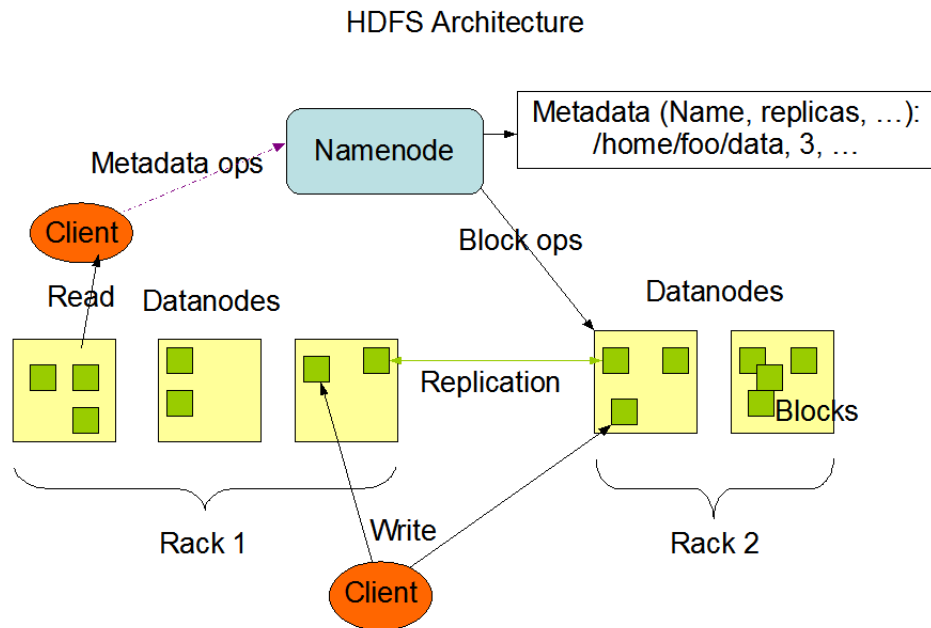 HDFS Architecture
Metadata (Name, replicas, …):
/home/foo/data, 3, …
Namenode
Metadata ops
Client
Block ops
Read
Datanodes
Datanodes
Replication
Blocks
Rack 1
Write
Rack 2
Client